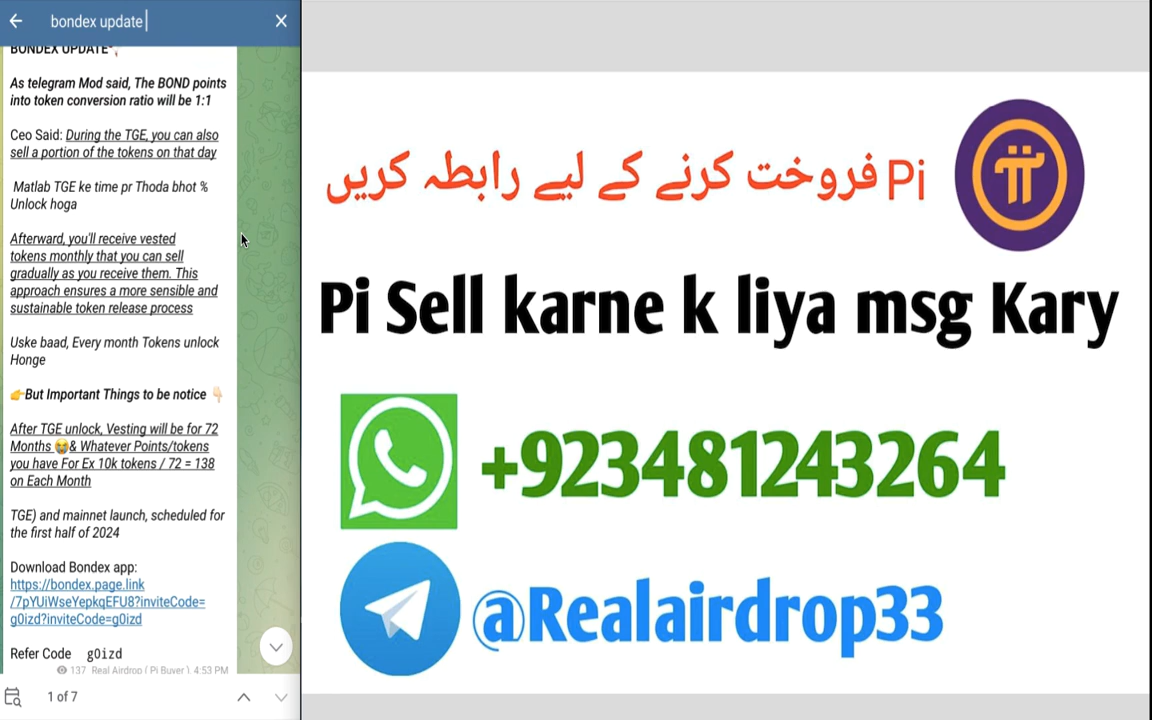 bondex update
BONDEX UPDATE
As telegram Mod said, The BOND points
into token conversion ratio will be 1:1
Ceo Said: During the TGE, you can also
sell a portion of the tokens on that day
Matlab TGE ke time pr Thoda bhot %
Unlock hoga
Afterward, you'll receive vested
tokens monthly that you can sell
gradually as you receive them. This
approach ensures a more sensible and
sustainable token release process
Uske baad, Every month Tokens unlock
Honge
👉But Important Things to be notice 👇🏻
After TGE unlock, Vesting will be for 72
Months 😭& Whatever Points/tokens
you have For Ex 10k tokens / 72 = 138
on Each Month
TGE) and mainnet launch, scheduled for
the first half of 2024
Download Bondex app:
https://bondex.page.link
/7pYUiWseYepkqEFU8?inviteCode=
g0izd?inviteCode=g0izd
Refer Code g0izd
137 Real Airdrop ( Pi Buyer ) 4:53 PM
1 of 7
Pi فروخت کرنے کے لیے رابطہ کریں
Pi Sell karne k liya msg Kary
+923481243264
@Realairdrop33